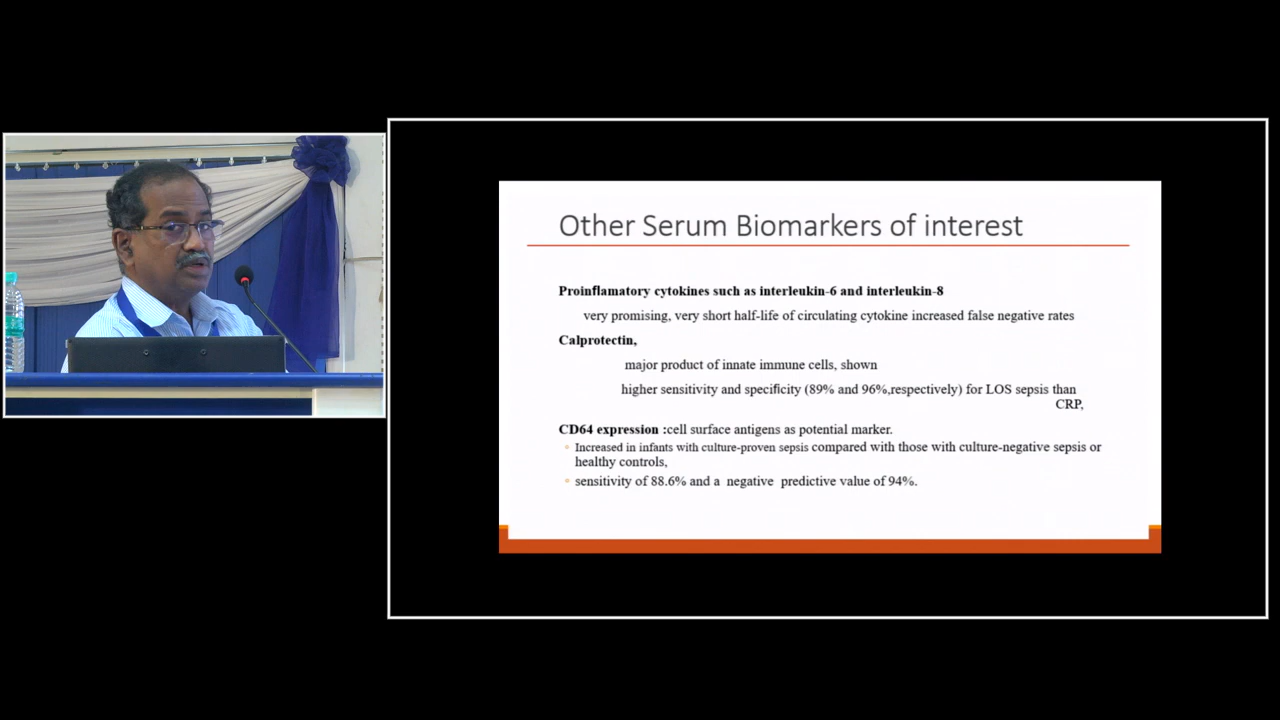 Other Serum Biomarkers of interest
Proinflamatory cytokines such as interleukin-6 and interleukin-8
very promising, very short half-life of circulating cytokine increased false negative rates
Calprotectin,
major product of innate immune cells, shown
higher sensitivity and specificity (89% and 96%,respectively) for LOS sepsis than
CRP,
CD64 expression :cell surface antigens as potential marker.
Increased in infants with culture-proven sepsis compared with those with culture-negative sepsis or
healthy controls,
sensitivity of 88.6% and a negative predictive value of 94%.